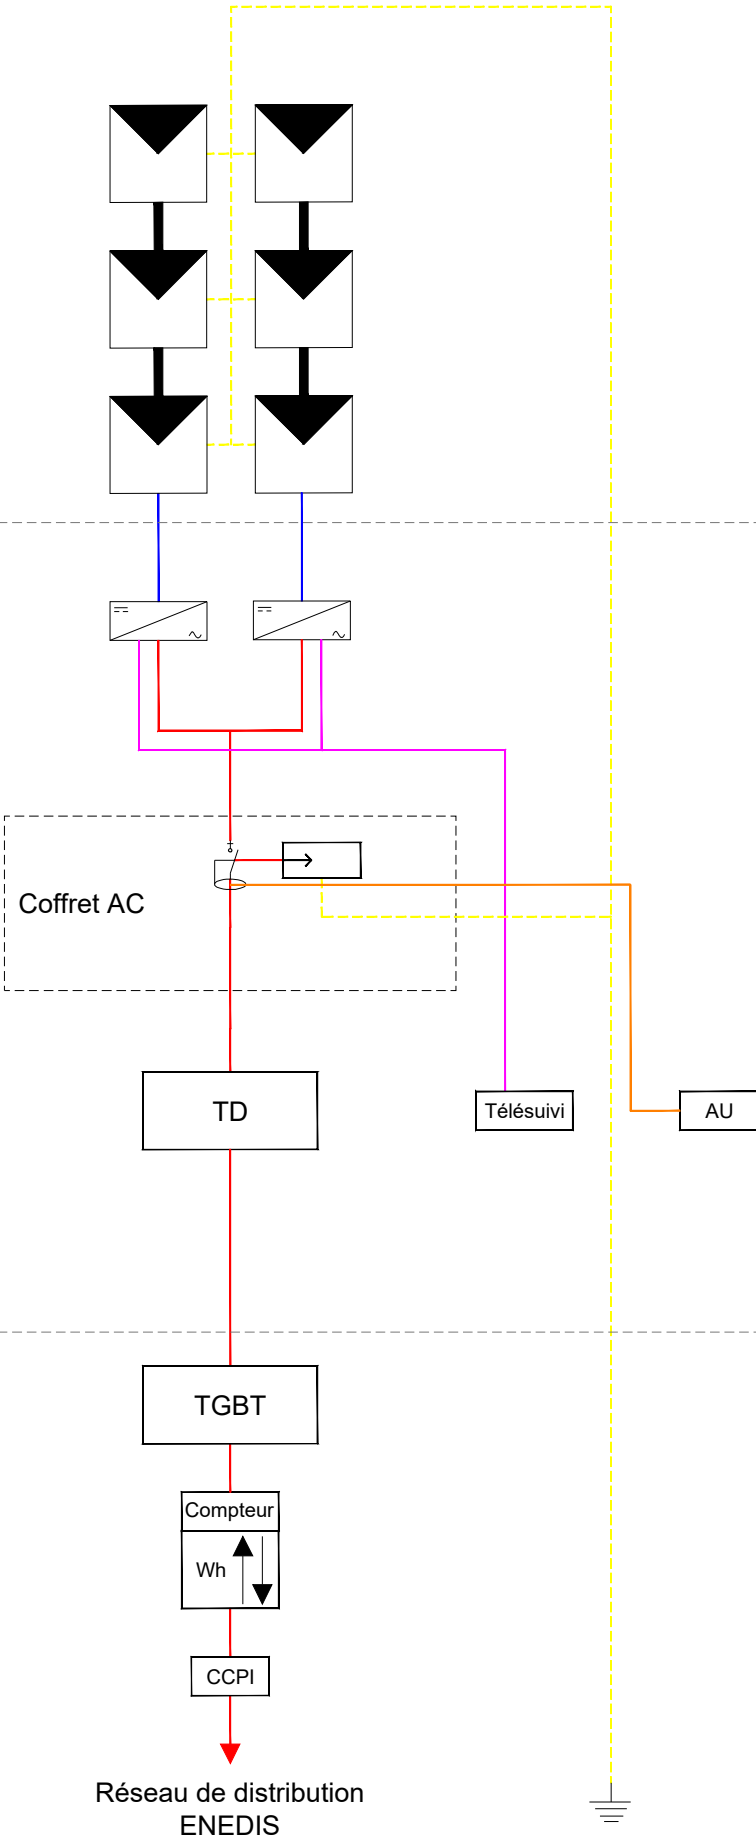 Coffret AC
TD
Télésuivi
AU
TGBT
Compteur
Wh
CCPI
Réseau de distribution
ENEDIS